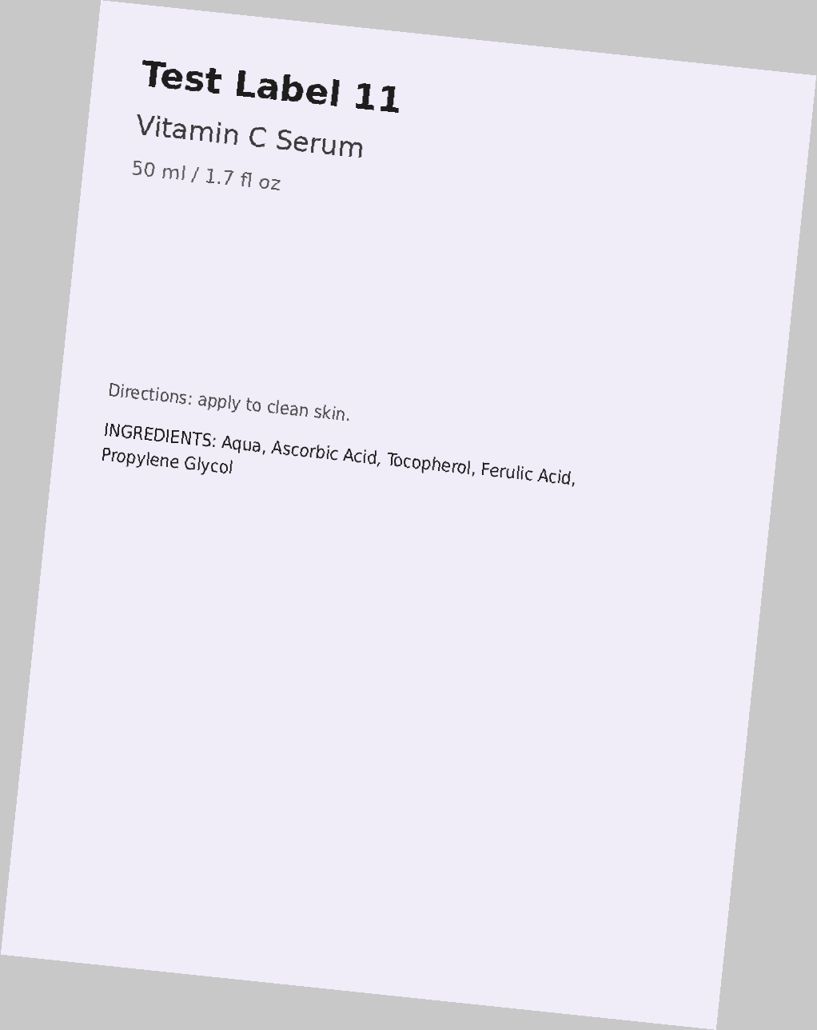 Test Label 11
Vitamin C Serum
50 ml / 1.7 fl oz
Directions: apply to clean skin.
INGREDIENTS: Aqua, Ascorbic Acid, Tocopherol, Ferulic Acid,
Propylene Glycol